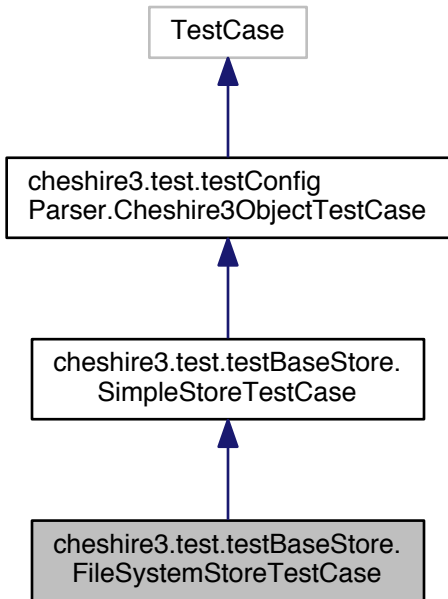 TestCase
cheshire3.test.testConfig
Parser.Cheshire3ObjectTestCase
cheshire3.test.testBaseStore.
SimpleStoreTestCase
cheshire3.test.testBaseStore.
FileSystemStoreTestCase